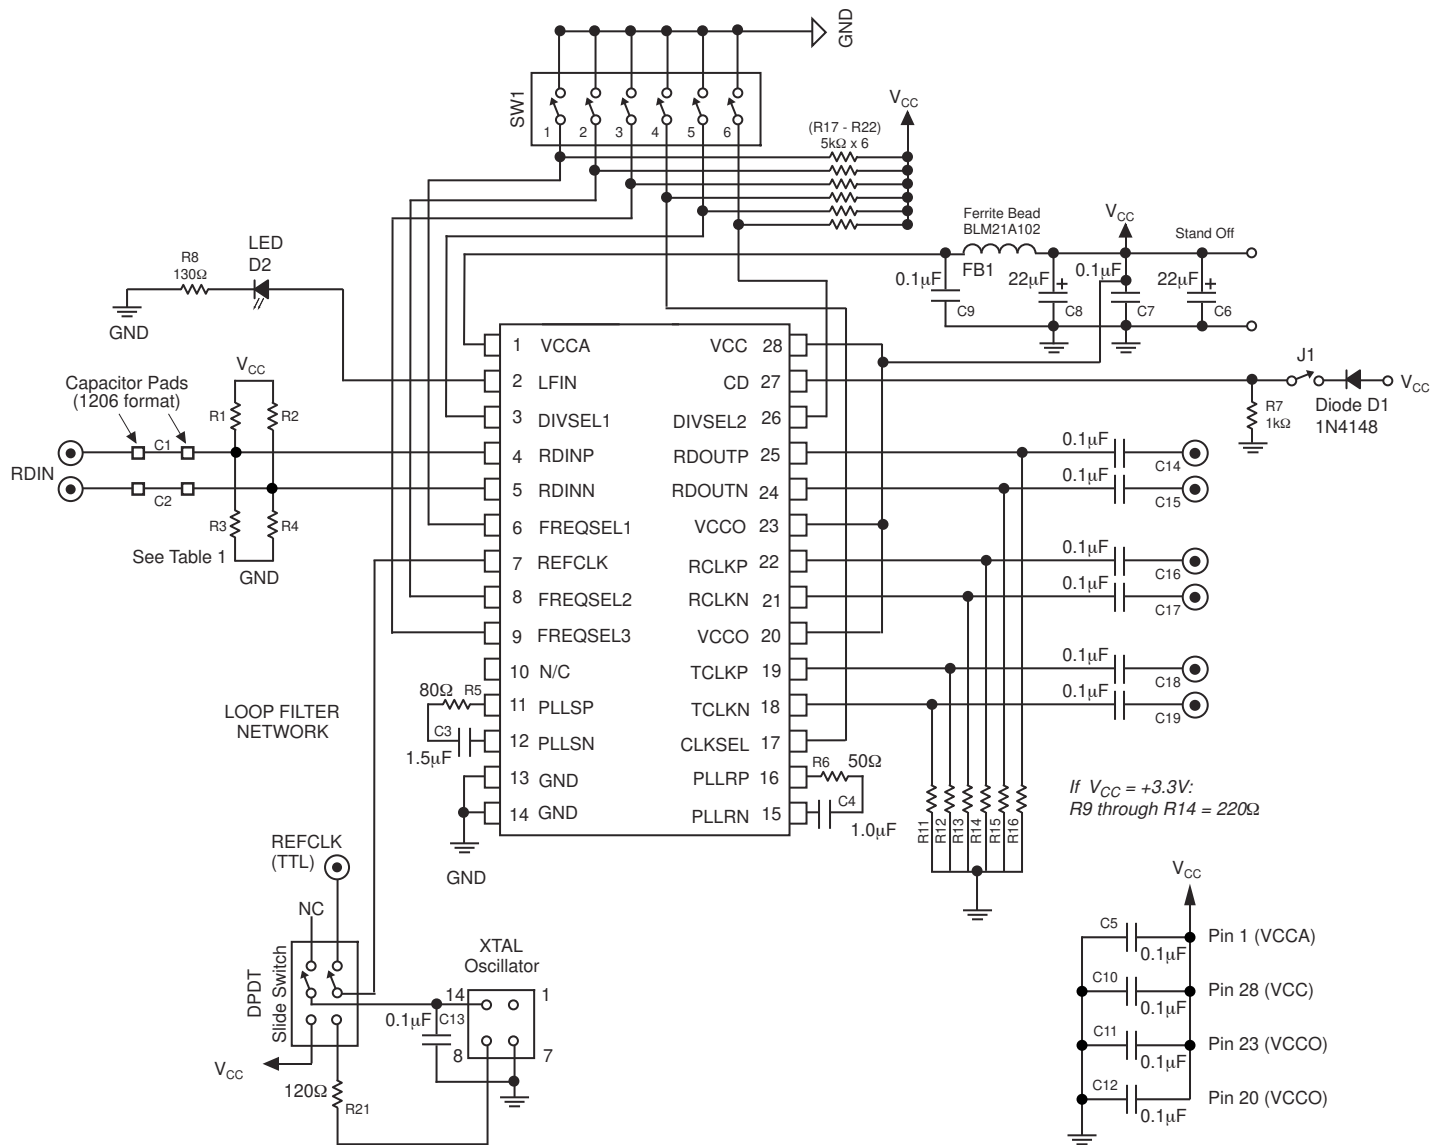 GND
SW1
1 2 3 4 5 6
V_CC
(R17 - R22)
5kΩ x 6
Ferrite Bead
BLM21A102
FB1
V_CC
Stand Off
0.1µF
C9
22µF
+
C8
0.1µF
C7
22µF
+
C6
LED
D2
R8
130Ω
GND
V_CC
Capacitor Pads
(1206 format)
R1
R2
C1
RDIN
C2
R3
R4
See Table 1
GND
1 VCCA
2 LFIN
3 DIVSEL1
4 RDINP
5 RDINN
6 FREQSEL1
7 REFCLK
8 FREQSEL2
9 FREQSEL3
10 N/C
11 PLLSP
12 PLLSN
13 GND
14 GND
VCC 28
CD 27
DIVSEL2 26
RDOUTP 25
RDOUTN 24
VCCO 23
RCLKP 22
RCLKN 21
VCCO 20
TCLKP 19
TCLKN 18
CLKSEL 17
PLLRP 16
PLLRN 15
J1
V_CC
R7
1kΩ
Diode D1
1N4148
0.1µF
C14
0.1µF
C15
0.1µF
C16
0.1µF
C17
0.1µF
C18
0.1µF
C19
80Ω R5
C3
1.5µF
LOOP FILTER
NETWORK
GND
R6 50Ω
C4
1.0µF
R11
R12
R13
R14
R15
R16
If V_CC = +3.3V:
R9 through R14 = 220Ω
REFCLK
(TTL)
NC
DPDT
Slide Switch
V_CC
120Ω
R21
XTAL
Oscillator
14
1
0.1µF C13
8
7
V_CC
C5
0.1µF
Pin 1 (VCCA)
C10
0.1µF
Pin 28 (VCC)
C11
0.1µF
Pin 23 (VCCO)
C12
0.1µF
Pin 20 (VCCO)